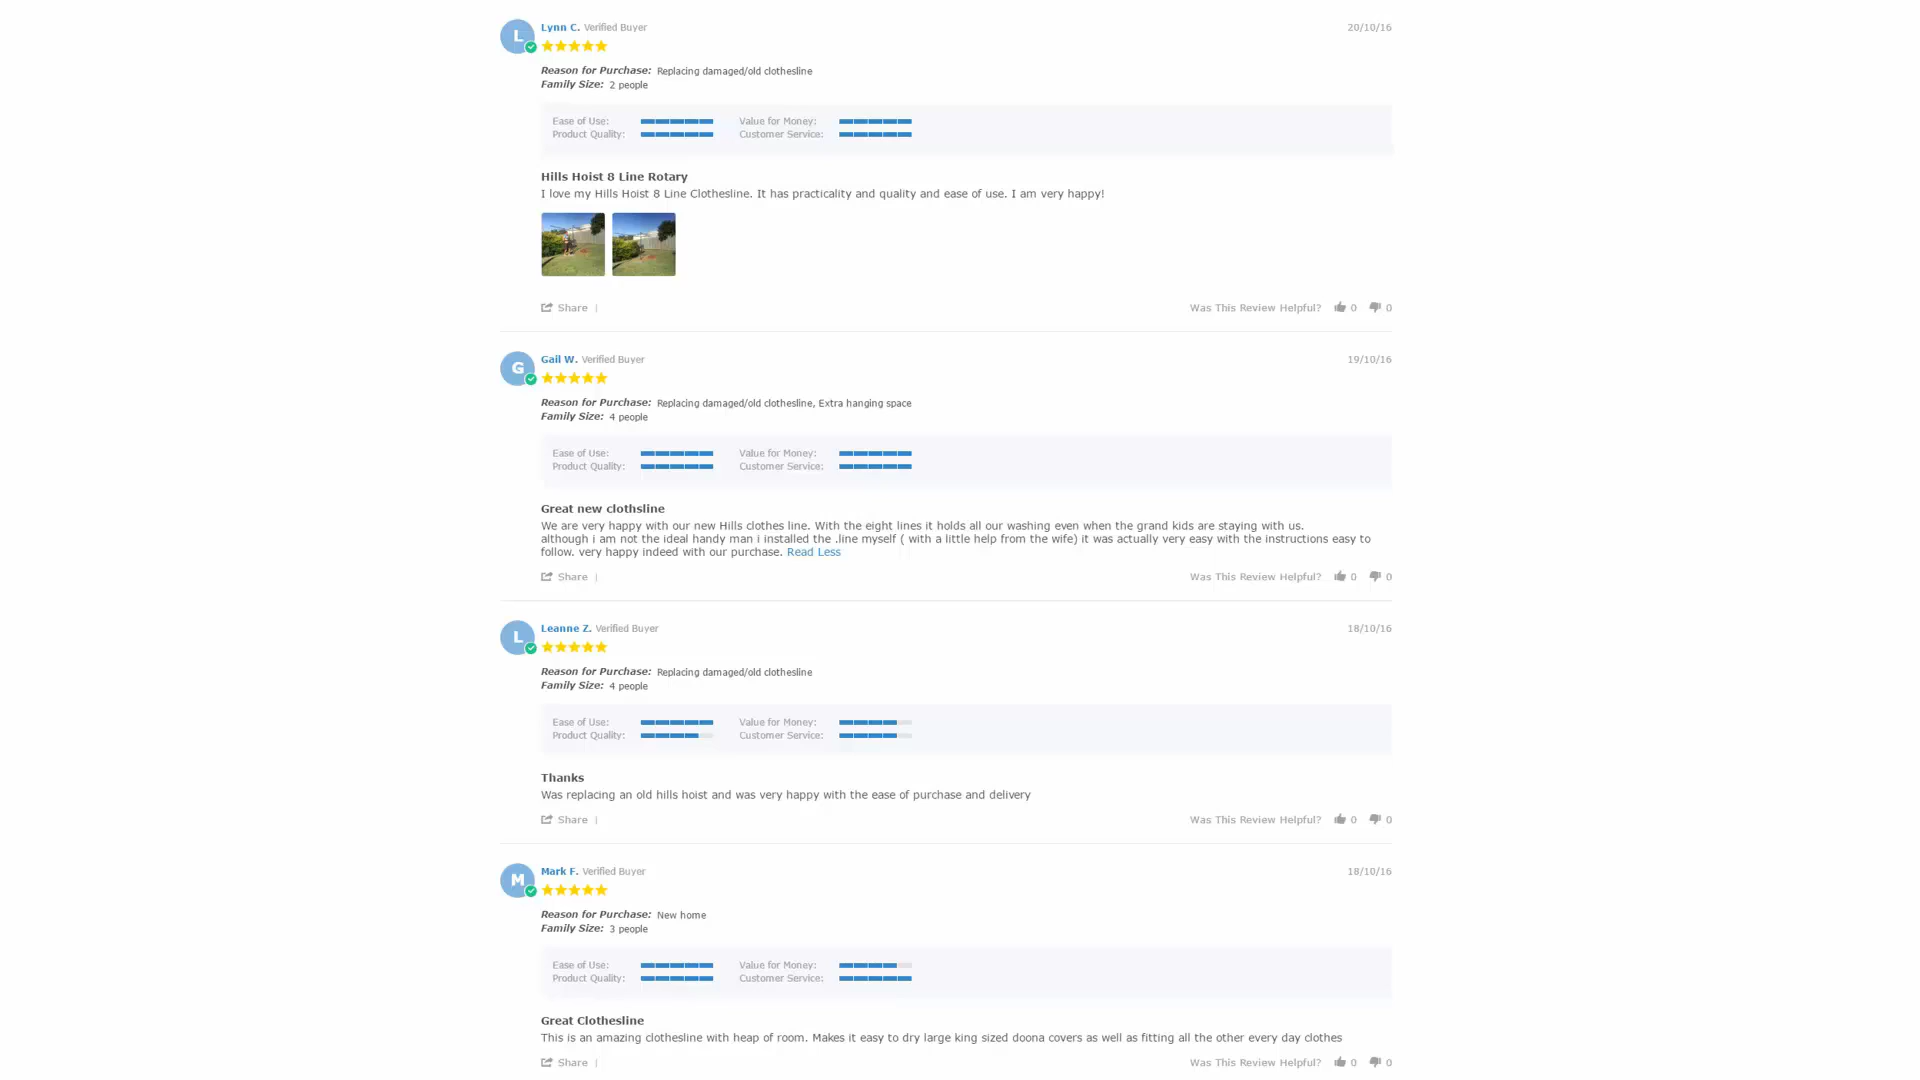 L
Lynn C. Verified Buyer 20/10/16
Reason for Purchase: Replacing damaged/old clothesline
Family Size: 2 people
Ease of Use: Value for Money:
Product Quality: Customer Service:
Hills Hoist 8 Line Rotary
I love my Hills Hoist 8 Line Clothesline. It has practicality and quality and ease of use. I am very happy!
Share | Was This Review Helpful? 0 0
G
Gail W. Verified Buyer 19/10/16
Reason for Purchase: Replacing damaged/old clothesline, Extra hanging space
Family Size: 4 people
Ease of Use: Value for Money:
Product Quality: Customer Service:
Great new clothsline
We are very happy with our new Hills clothes line. With the eight lines it holds all our washing even when the grand kids are staying with us.
although i am not the ideal handy man i installed the .line myself ( with a little help from the wife) it was actually very easy with the instructions easy to
follow. very happy indeed with our purchase. Read Less
Share | Was This Review Helpful? 0 0
L
Leanne Z. Verified Buyer 18/10/16
Reason for Purchase: Replacing damaged/old clothesline
Family Size: 4 people
Ease of Use: Value for Money:
Product Quality: Customer Service:
Thanks
Was replacing an old hills hoist and was very happy with the ease of purchase and delivery
Share | Was This Review Helpful? 0 0
M
Mark F. Verified Buyer 18/10/16
Reason for Purchase: New home
Family Size: 3 people
Ease of Use: Value for Money:
Product Quality: Customer Service:
Great Clothesline
This is an amazing clothesline with heap of room. Makes it easy to dry large king sized doona covers as well as fitting all the other every day clothes
Share | Was This Review Helpful? 0 0